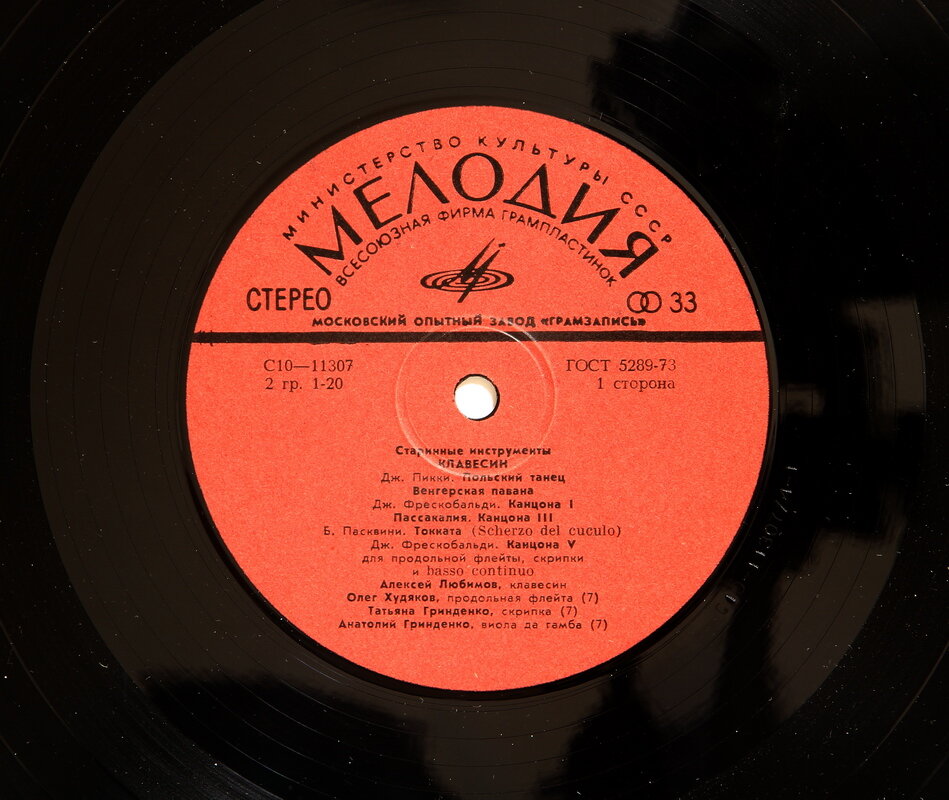 МИНИСТЕРСТВО КУЛЬТУРЫ СССР
МЕЛОДИЯ
ВСЕСОЮЗНАЯ ФИРМА ГРАМПЛАСТИНОК
СТЕРЕО
33
МОСКОВСКИЙ ОПЫТНЫЙ ЗАВОД «ГРАМЗАПИСЬ»
С10—11307 ГОСТ 5289-73
2 гр. 1-20 1 сторона
Старинные инструменты
КЛАВЕСИН
Дж. Пикки. Польский танец
Венгерская павана
Дж. Фрескобальди. Канцона I
Пассакалия. Канцона III
Б. Пасквини. Токката (Scherzo del cuculo)
Дж. Фрескобальди. Канцона V
для продольной флейты, скрипки
и basso continuo
Алексей Любимов, клавесин
Олег Худяков, продольная флейта (7)
Татьяна Гринденко, скрипка (7)
Анатолий Гринденко, виола да гамба (7)